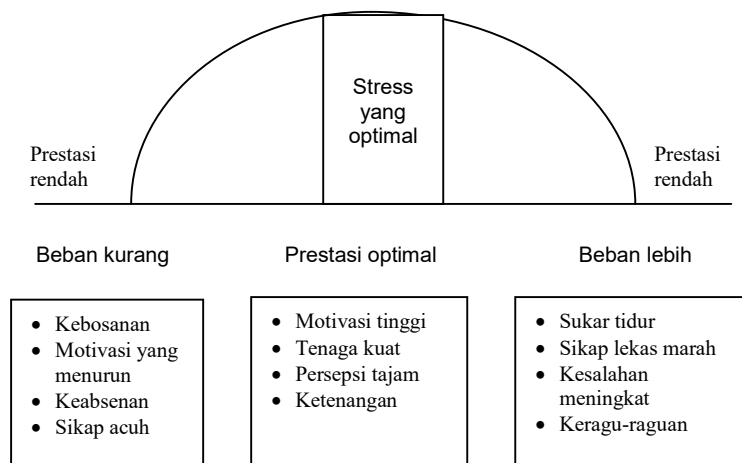 Stress
yang
optimal
Prestasi
rendah
Prestasi
rendah
Beban kurang
Prestasi optimal
Beban lebih
• Kebosanan
• Motivasi yang
menurun
• Keabsenan
• Sikap acuh
• Motivasi tinggi
• Tenaga kuat
• Persepsi tajam
• Ketenangan
• Sukar tidur
• Sikap lekas marah
• Kesalahan
meningkat
• Keragu-raguan